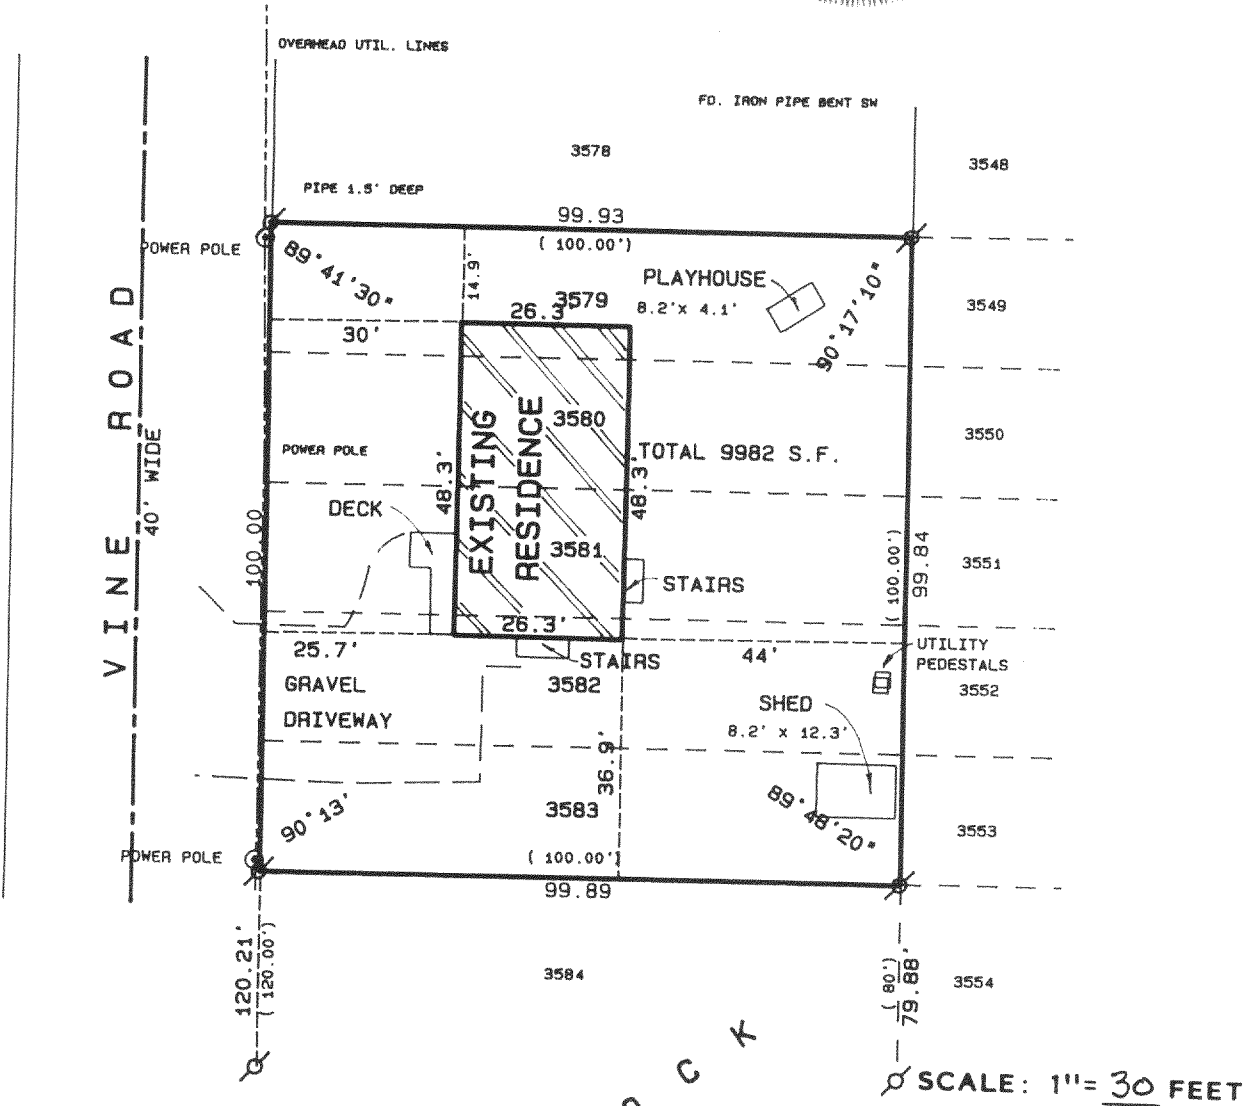 OVERHEAD UTIL. LINES
FD. IRON PIPE BENT SW
3578
3548
PIPE 1.5' DEEP
99.93
( 100.00')
POWER POLE
89°41'30"
14.9'
PLAYHOUSE
8.2'x 4.1'
90°17'10"
3549
3579
26.3'
30'
VINE ROAD
40' WIDE
3580
3550
POWER POLE
EXISTING
RESIDENCE
TOTAL 9982 S.F.
48.3'
48.3'
DECK
100.00
3581
( 100.00')
99.84
3551
STAIRS
26.3'
25.7'
STAIRS
44'
UTILITY
PEDESTALS
3552
GRAVEL
DRIVEWAY
3582
SHED
8.2' x 12.3'
36.9'
90°13'
3583
89°48'20"
3553
POWER POLE
( 100.00')
99.89
120.21'
( 120.00')
3584
( 80')
79.88'
3554
C K
SCALE: 1"= 30 FEET